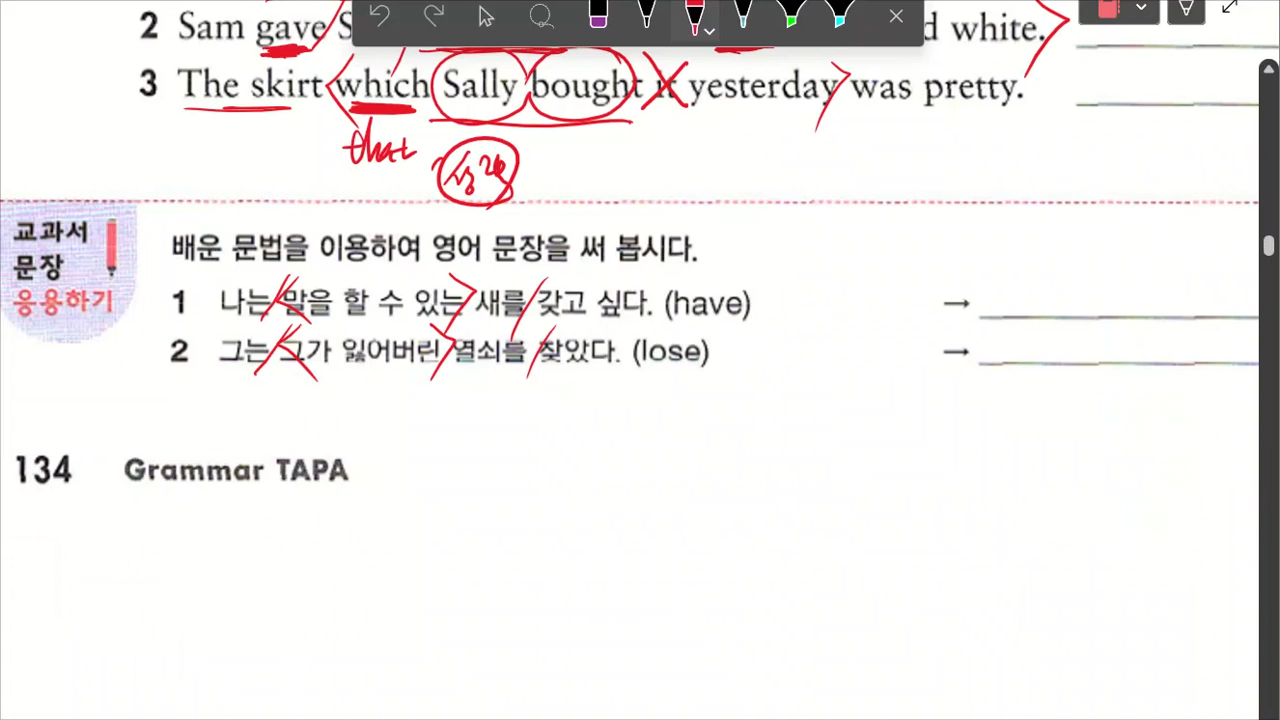 2 Sam gave S d white.
3 The skirt which Sally bought it yesterday was pretty.
that
생략
교과서
문장
응용하기
배운 문법을 이용하여 영어 문장을 써 봅시다.
1 나는 말을 할 수 있는 새를 갖고 싶다. (have) →
2 그는 그가 잃어버린 열쇠를 찾았다. (lose) →
134 Grammar TAPA